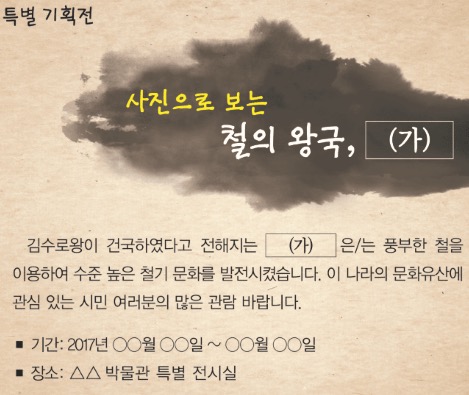 특별 기획전
사진으로 보는
철의 왕국, (가)
김수로왕이 건국하였다고 전해지는 (가) 은/는 풍부한 철을
이용하여 수준 높은 철기 문화를 발전시켰습니다. 이 나라의 문화유산에
관심 있는 시민 여러분의 많은 관람 바랍니다.
■ 기간: 2017년 ○○월 ○○일 ~ ○○월 ○○일
■ 장소: △△ 박물관 특별 전시실